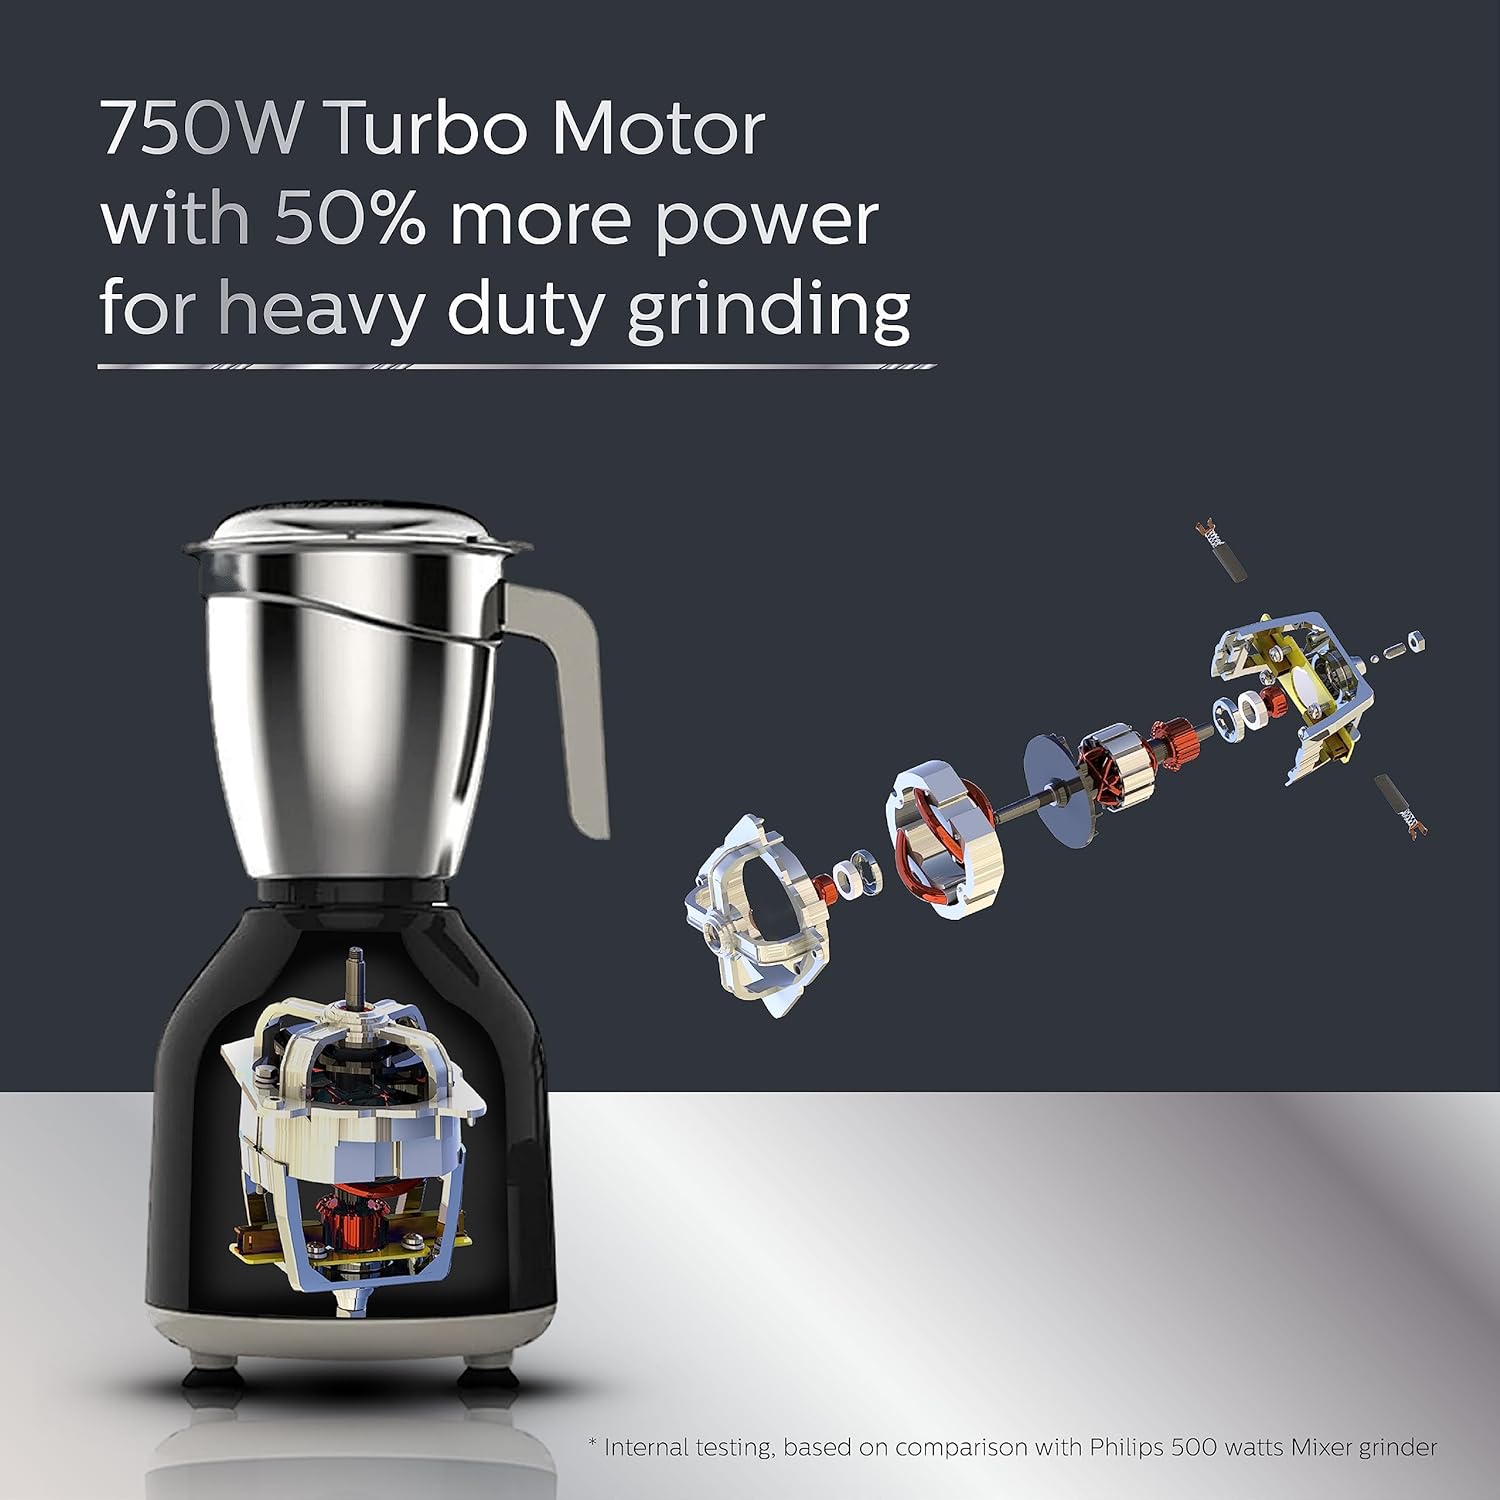 750W Turbo Motor
with 50% more power
for heavy duty grinding
* Internal testing, based on comparison with Philips 500 watts Mixer grinder